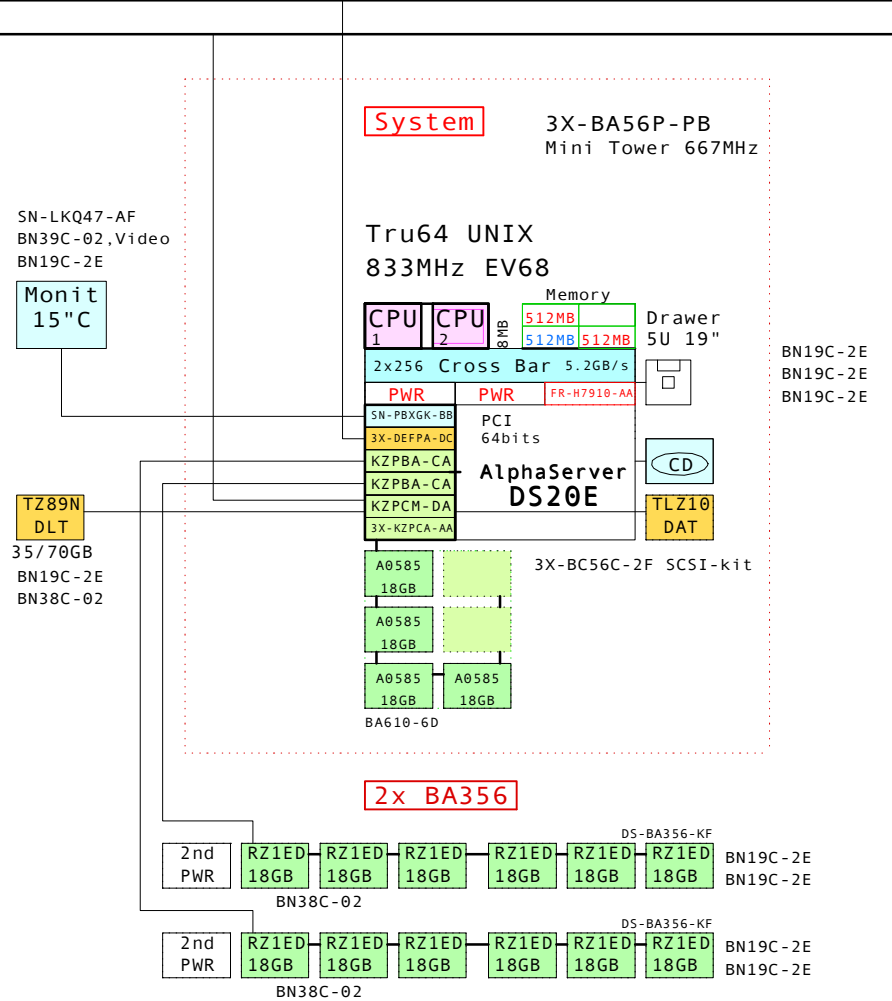 System
3X-BA56P-PB
Mini Tower 667MHz
SN-LKQ47-AF
BN39C-02,Video
BN19C-2E
Monit
15"C
Tru64 UNIX
833MHz EV68
Memory
CPU
1
CPU
2
8MB
512MB
512MB
512MB
Drawer
5U 19"
2x256 Cross Bar 5.2GB/s
BN19C-2E
BN19C-2E
BN19C-2E
PWR
PWR
FR-H7910-AA
SN-PBXGK-BB
3X-DEFPA-DC
KZPBA-CA
KZPBA-CA
KZPCM-DA
3X-KZPCA-AA
PCI
64bits
AlphaServer
DS20E
CD
TZ89N
DLT
35/70GB
BN19C-2E
BN38C-02
TLZ10
DAT
3X-BC56C-2F SCSI-kit
A0585
18GB
A0585
18GB
A0585
18GB
A0585
18GB
BA610-6D
2x BA356
DS-BA356-KF
2nd
PWR
RZ1ED
18GB
RZ1ED
18GB
RZ1ED
18GB
RZ1ED
18GB
RZ1ED
18GB
RZ1ED
18GB
BN19C-2E
BN19C-2E
BN38C-02
DS-BA356-KF
2nd
PWR
RZ1ED
18GB
RZ1ED
18GB
RZ1ED
18GB
RZ1ED
18GB
RZ1ED
18GB
RZ1ED
18GB
BN19C-2E
BN19C-2E
BN38C-02